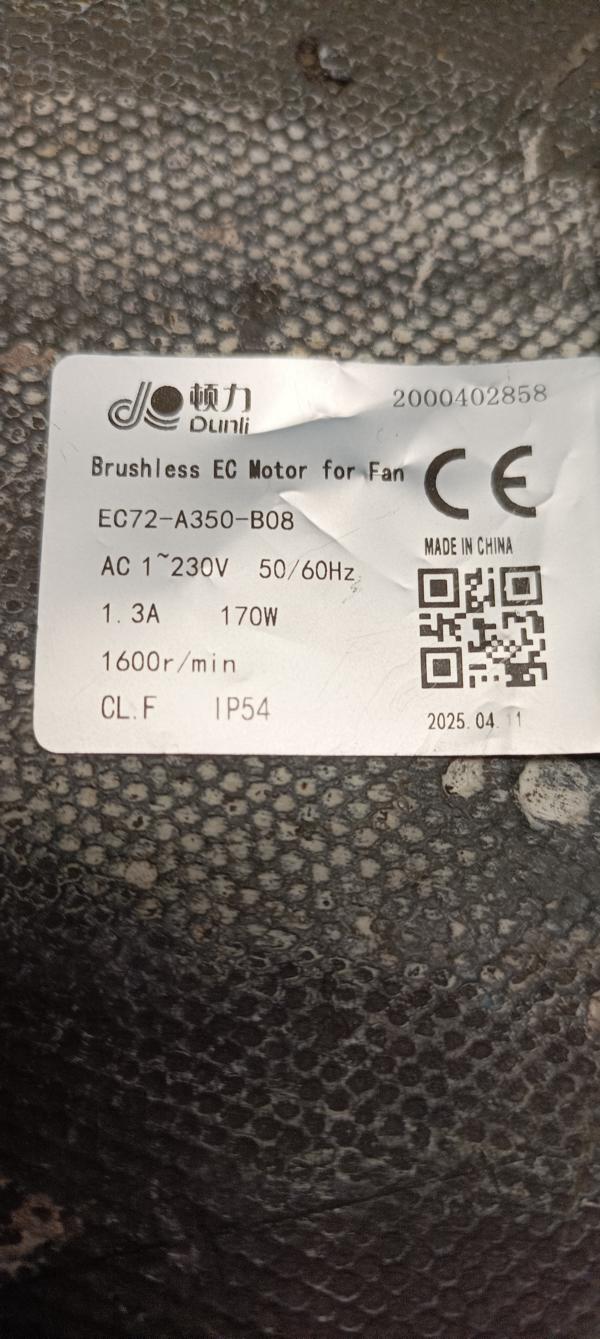 顿力
Dunli
2000402858
Brushless EC Motor for Fan
CE
EC72-A350-B08
MADE IN CHINA
AC 1~230V 50/60Hz
1.3A 170W
1600r/min
CL.F IP54
2025.04.11